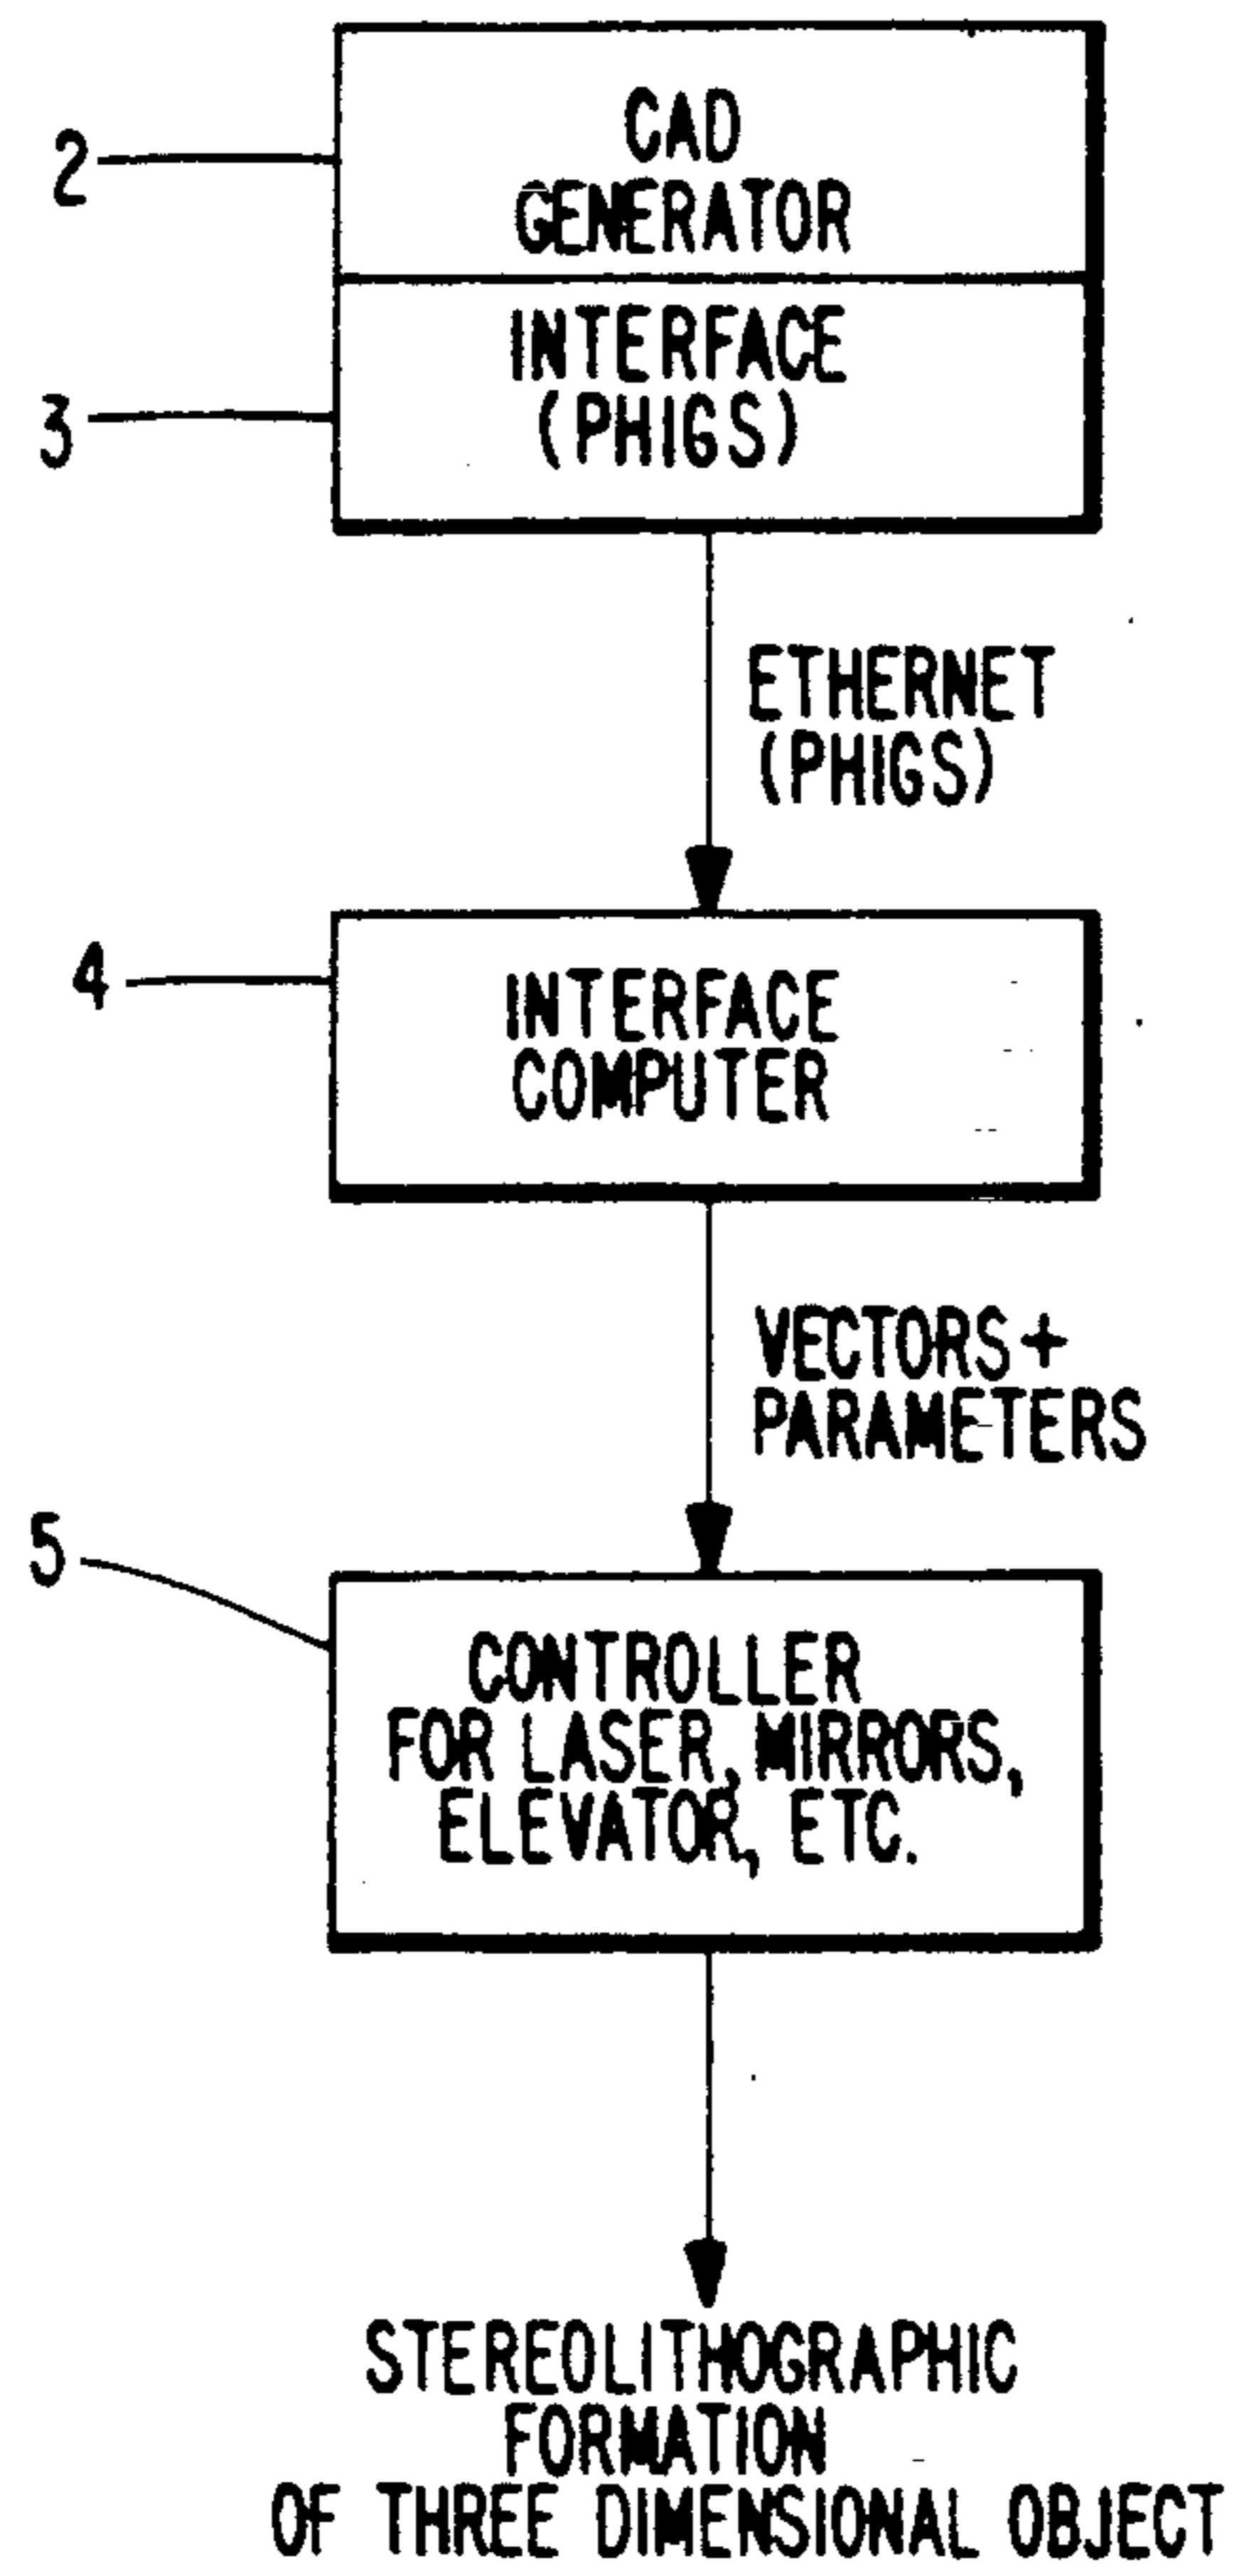 2
CAD
GENERATOR
3
INTERFACE
(PHIGS)
ETHERNET
(PHIGS)
4
INTERFACE
COMPUTER
VECTORS +
PARAMETERS
5
CONTROLLER
FOR LASER, MIRRORS,
ELEVATOR, ETC.
STEREOLITHOGRAPHIC
FORMATION
OF THREE DIMENSIONAL OBJECT